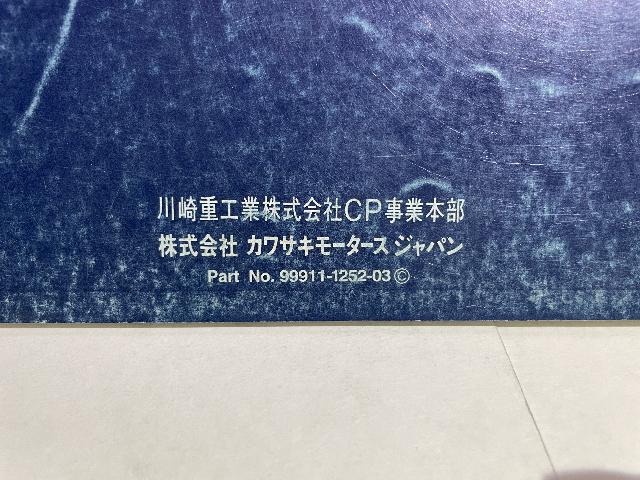 川崎重工業株式会社CP事業本部
株式会社 カワサキモータースジャパン
Part No. 99911-1252-03 ©